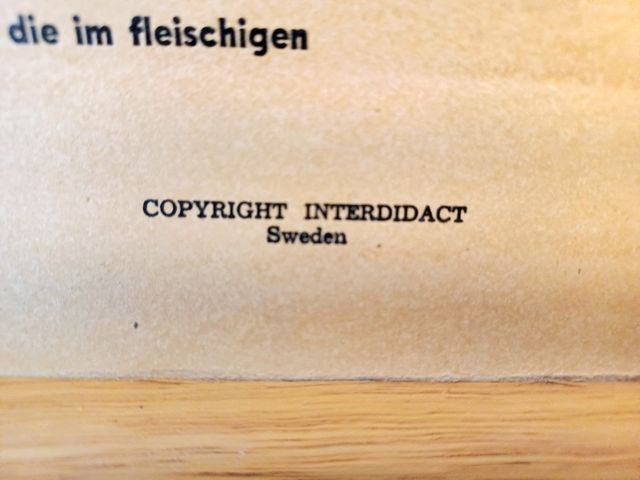 die im fleischigen
COPYRIGHT INTERDIDACT
Sweden